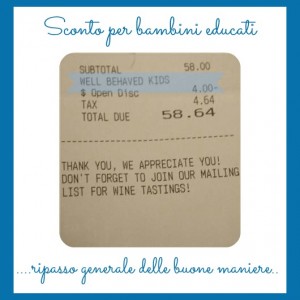 Sconto per bambini educati
SUBTOTAL 58.00
WELL BEHAVED KIDS
$ Open Disc 4.00-
TAX 4.64
TOTAL DUE 58.64
THANK YOU, WE APPRECIATE YOU!
DON'T FORGET TO JOIN OUR MAILING
LIST FOR WINE TASTINGS!
....ripasso generale delle buone maniere..